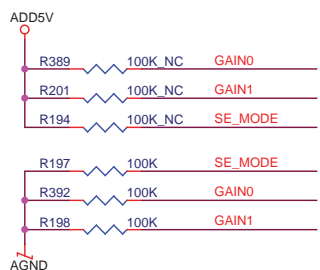 ADD5V
R389 100K_NC GAIN0
R201 100K_NC GAIN1
R194 100K_NC SE_MODE
R197 100K SE_MODE
R392 100K GAIN0
R198 100K GAIN1
AGND